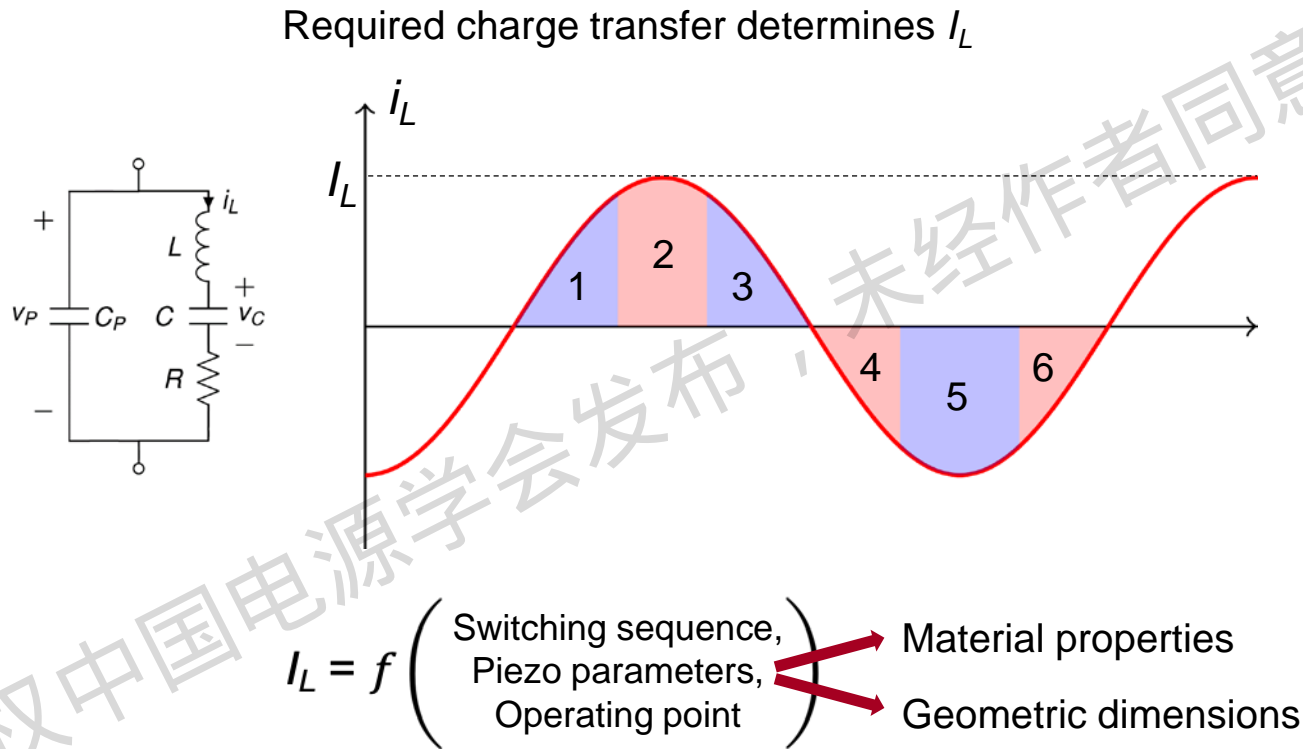 Required charge transfer determines I_L
i_L
I_L
i_L
+
L
1
2
3
v_P
C_P
C
+
v_C
−
R
−
4
5
6
I_L = f ( Switching sequence,
Piezo parameters,
Operating point )
Material properties
Geometric dimensions
权中国电源学会发布，未经作者同意